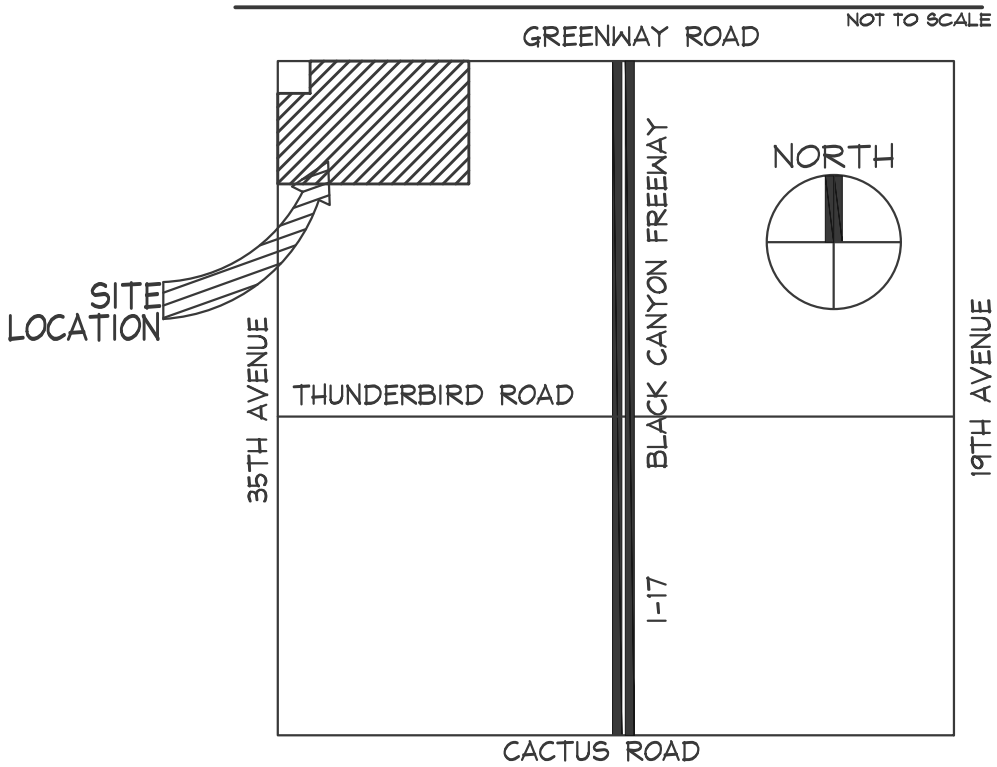 NOT TO SCALE
GREENWAY ROAD
NORTH
BLACK CANYON FREEWAY
SITE
LOCATION
35TH AVENUE
THUNDERBIRD ROAD
19TH AVENUE
I-17
CACTUS ROAD